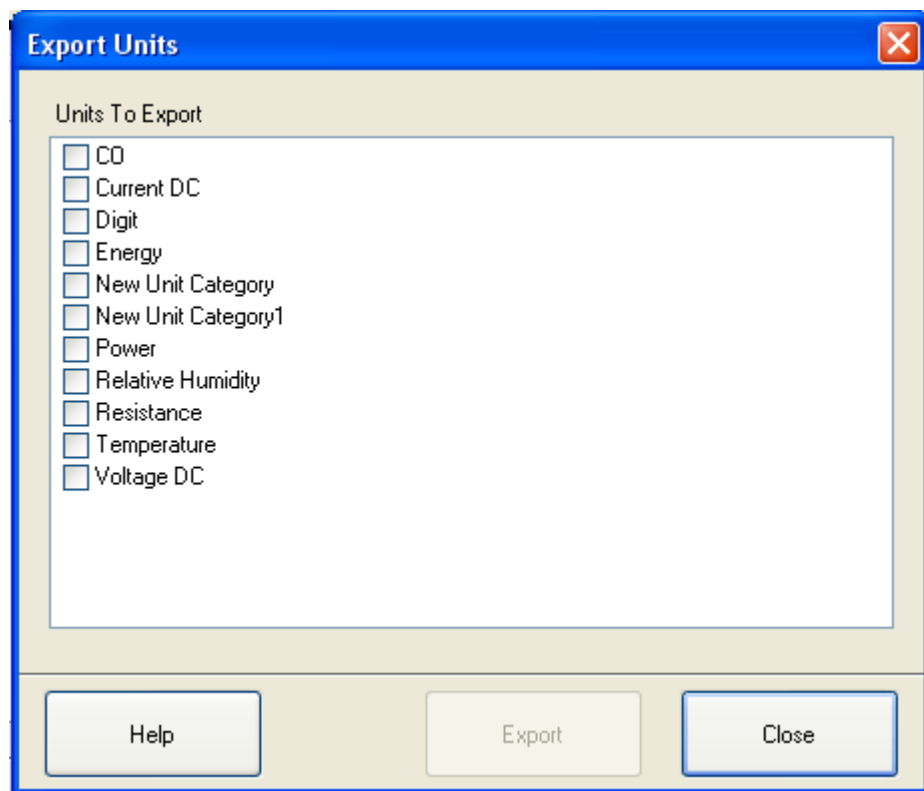 Export Units
Units To Export
CO
Current DC
Digit
Energy
New Unit Category
New Unit Category1
Power
Relative Humidity
Resistance
Temperature
Voltage DC
Help
Export
Close